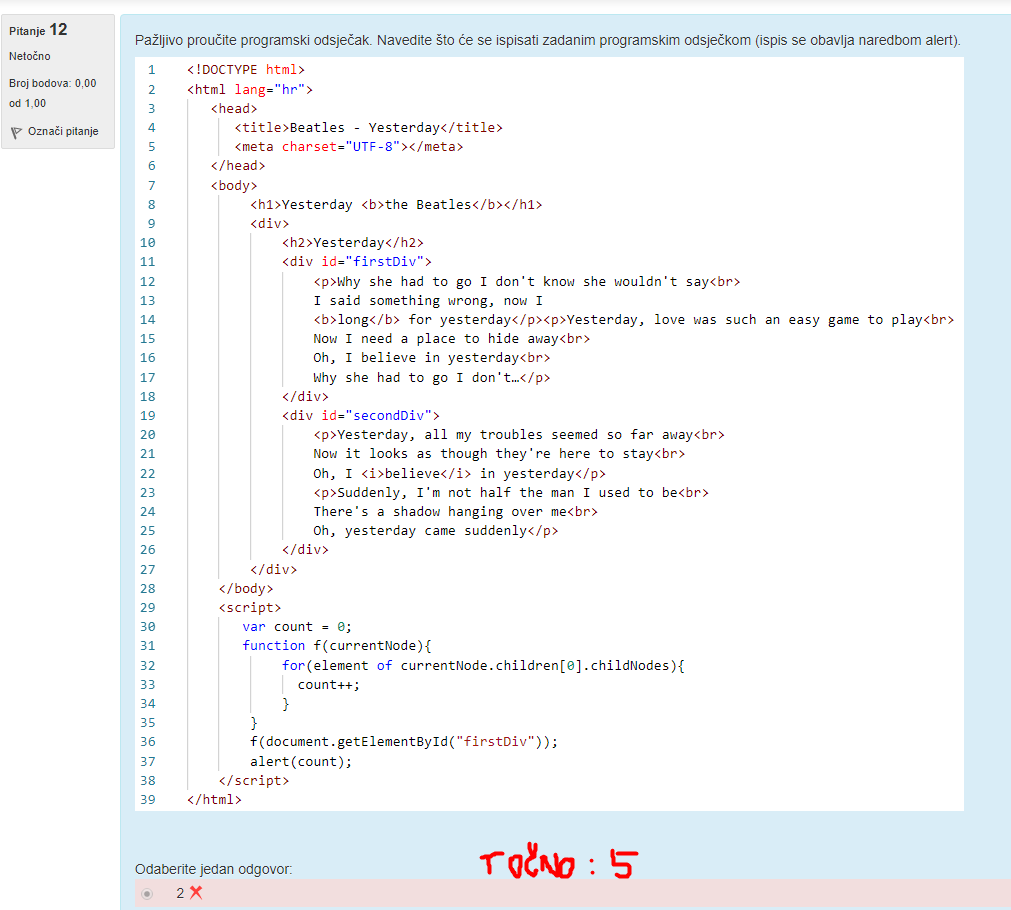 Pitanje 12
Netočno
Broj bodova: 0,00
od 1,00
Označi pitanje
Pažljivo proučite programski odsječak. Navedite što će se ispisati zadanim programskim odsječkom (ispis se obavlja naredbom alert).
1 <!DOCTYPE html>
2 <html lang="hr">
3 <head>
4 <title>Beatles - Yesterday</title>
5 <meta charset="UTF-8"></meta>
6 </head>
7 <body>
8 <h1>Yesterday <b>the Beatles</b></h1>
9 <div>
10 <h2>Yesterday</h2>
11 <div id="firstDiv">
12 <p>Why she had to go I don't know she wouldn't say<br>
13 I said something wrong, now I
14 <b>long</b> for yesterday</p><p>Yesterday, love was such an easy game to play<br>
15 Now I need a place to hide away<br>
16 Oh, I believe in yesterday<br>
17 Why she had to go I don't…</p>
18 </div>
19 <div id="secondDiv">
20 <p>Yesterday, all my troubles seemed so far away<br>
21 Now it looks as though they're here to stay<br>
22 Oh, I <i>believe</i> in yesterday</p>
23 <p>Suddenly, I'm not half the man I used to be<br>
24 There's a shadow hanging over me<br>
25 Oh, yesterday came suddenly</p>
26 </div>
27 </div>
28 </body>
29 <script>
30 var count = 0;
31 function f(currentNode){
32 for(element of currentNode.children[0].childNodes){
33 count++;
34 }
35 }
36 f(document.getElementById("firstDiv"));
37 alert(count);
38 </script>
39 </html>
TOČNO : 5
Odaberite jedan odgovor:
2